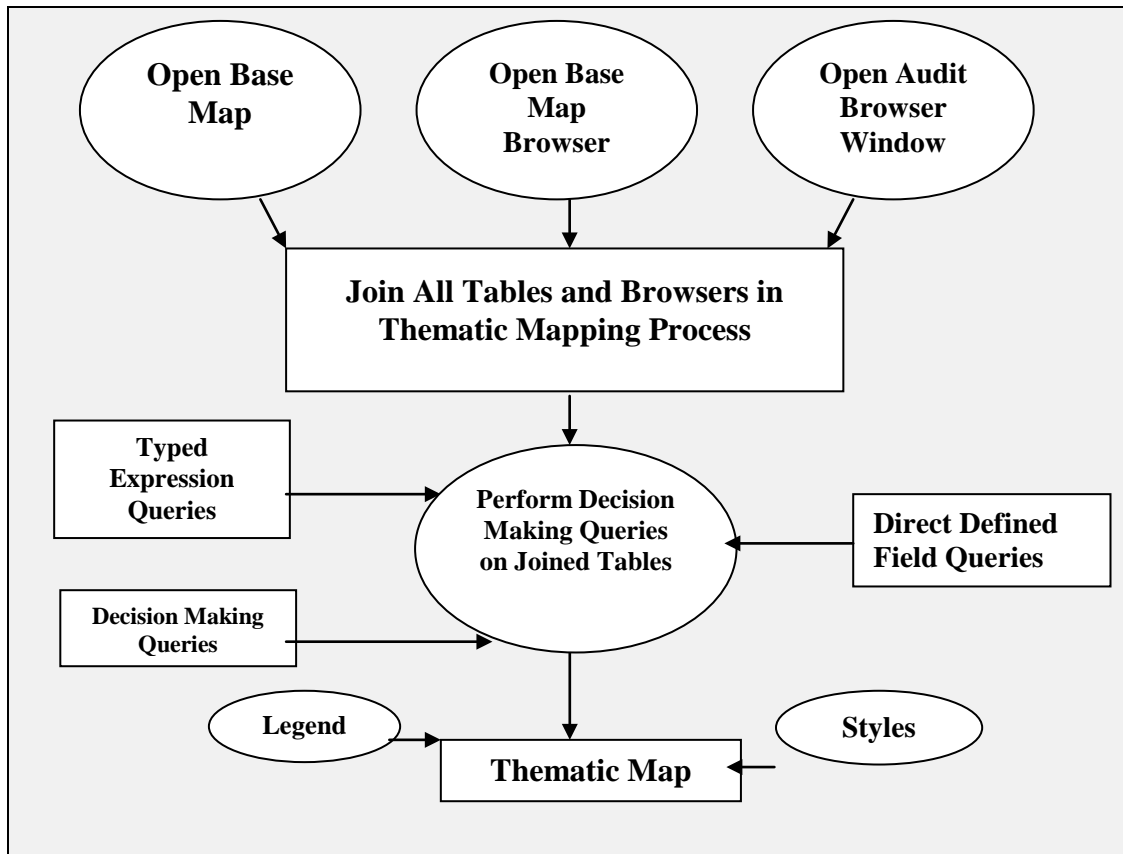 Open Base
Map
Open Base
Map
Browser
Open Audit
Browser
Window
Join All Tables and Browsers in
Thematic Mapping Process
Typed
Expression
Queries
Perform Decision
Making Queries
on Joined Tables
Direct Defined
Field Queries
Decision Making
Queries
Legend
Styles
Thematic Map